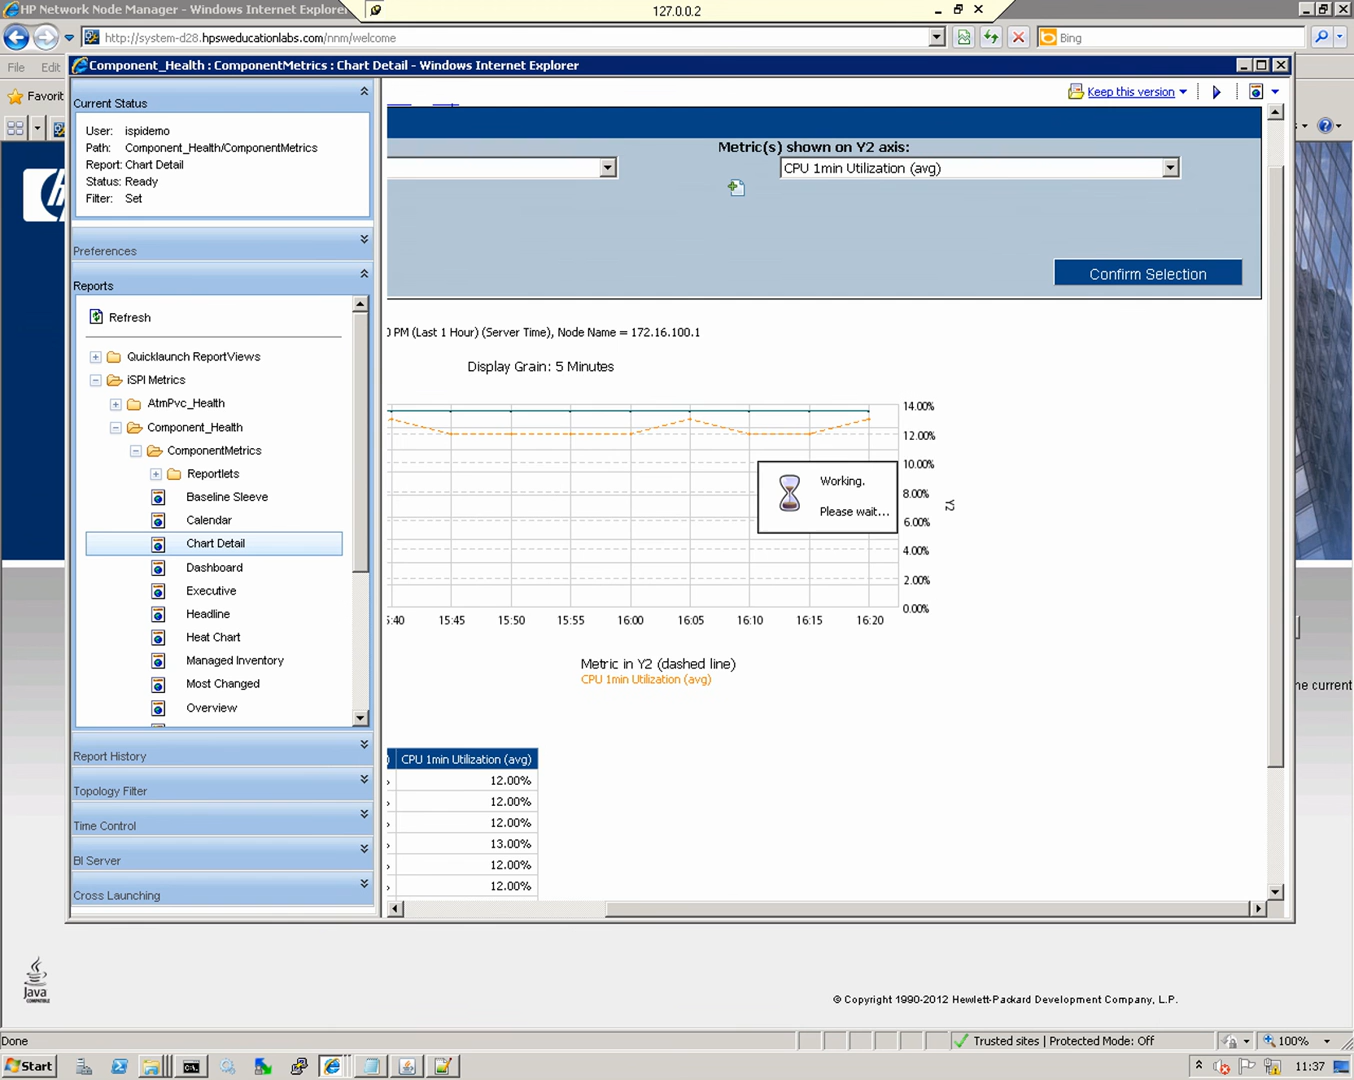 HP Network Node Manager - Windows Internet Explorer
127.0.0.2
http://system-d28.hpsweducationlabs.com/nnm/welcome
Bing
File Edit
Component_Health : ComponentMetrics : Chart Detail - Windows Internet Explorer
Favorit
Current Status
Keep this version
User: ispidemo
Path: Component_Health/ComponentMetrics
Report: Chart Detail
Status: Ready
Filter: Set
Metric(s) shown on Y2 axis:
CPU 1min Utilization (avg)
Preferences
Confirm Selection
Reports
Refresh
PM (Last 1 Hour) (Server Time), Node Name = 172.16.100.1
Display Grain: 5 Minutes
Quicklaunch ReportViews
iSPI Metrics
AtmPvc_Health
Component_Health
ComponentMetrics
Reportlets
Baseline Sleeve
Calendar
Chart Detail
Dashboard
Executive
Headline
Heat Chart
Managed Inventory
Most Changed
Overview
14.00%
12.00%
10.00%
8.00%
6.00%
4.00%
2.00%
0.00%
Y2
Working.
Please wait...
:40 15:45 15:50 15:55 16:00 16:05 16:10 16:15 16:20
Metric in Y2 (dashed line)
CPU 1min Utilization (avg)
he current
Report History
Topology Filter
Time Control
BI Server
Cross Launching
) CPU 1min Utilization (avg)
12.00%
12.00%
12.00%
13.00%
12.00%
12.00%
hp
Java
COMPATIBLE
© Copyright 1990-2012 Hewlett-Packard Development Company, L.P.
Done
Trusted sites | Protected Mode: Off
100%
Start
11:37